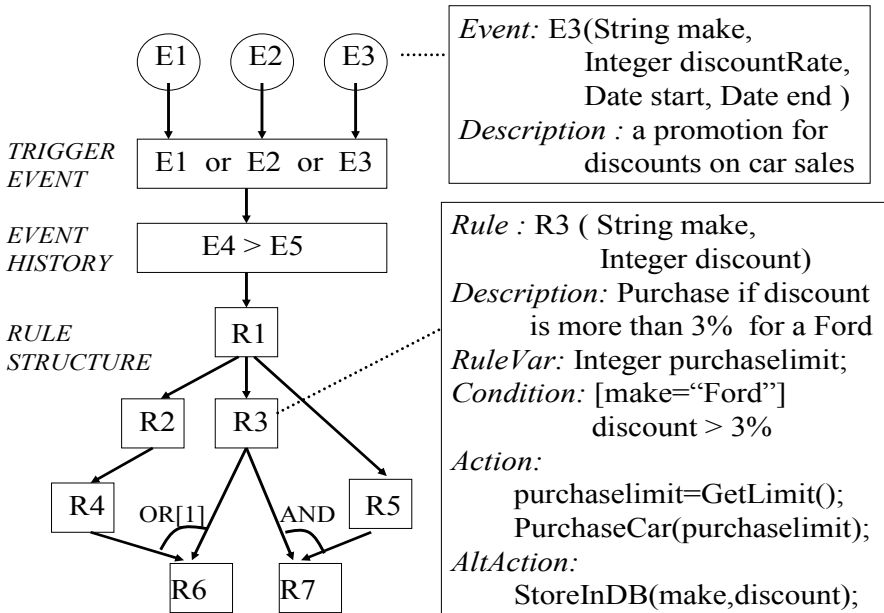 E1 E2 E3
TRIGGER
EVENT
E1 or E2 or E3
EVENT
HISTORY
E4 > E5
RULE
STRUCTURE
R1
R2 R3
R4 OR[1] AND R5
R6 R7
Event: E3(String make,
Integer discountRate,
Date start, Date end )
Description : a promotion for
discounts on car sales
Rule : R3 ( String make,
Integer discount)
Description: Purchase if discount
is more than 3% for a Ford
RuleVar: Integer purchaselimit;
Condition: [make=“Ford”]
discount > 3%
Action:
purchaselimit=GetLimit();
PurchaseCar(purchaselimit);
AltAction:
StoreInDB(make,discount);